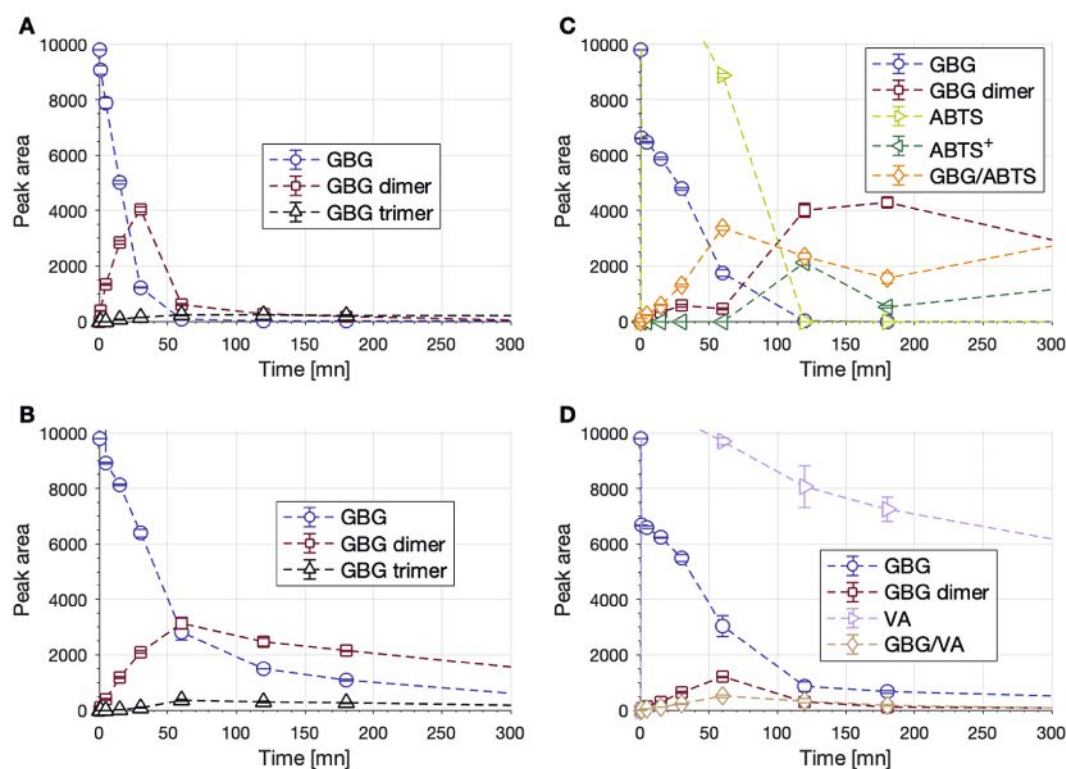 A
10000
8000
6000
4000
2000
0
Peak area
GBG
GBG dimer
GBG trimer
0 50 100 150 200 250 300
Time [mn]
C
10000
8000
6000
4000
2000
0
Peak area
GBG
GBG dimer
ABTS
ABTS⁺
GBG/ABTS
0 50 100 150 200 250 300
Time [mn]
B
10000
8000
6000
4000
2000
0
Peak area
GBG
GBG dimer
GBG trimer
0 50 100 150 200 250 300
Time [mn]
D
10000
8000
6000
4000
2000
0
Peak area
GBG
GBG dimer
VA
GBG/VA
0 50 100 150 200 250 300
Time [mn]